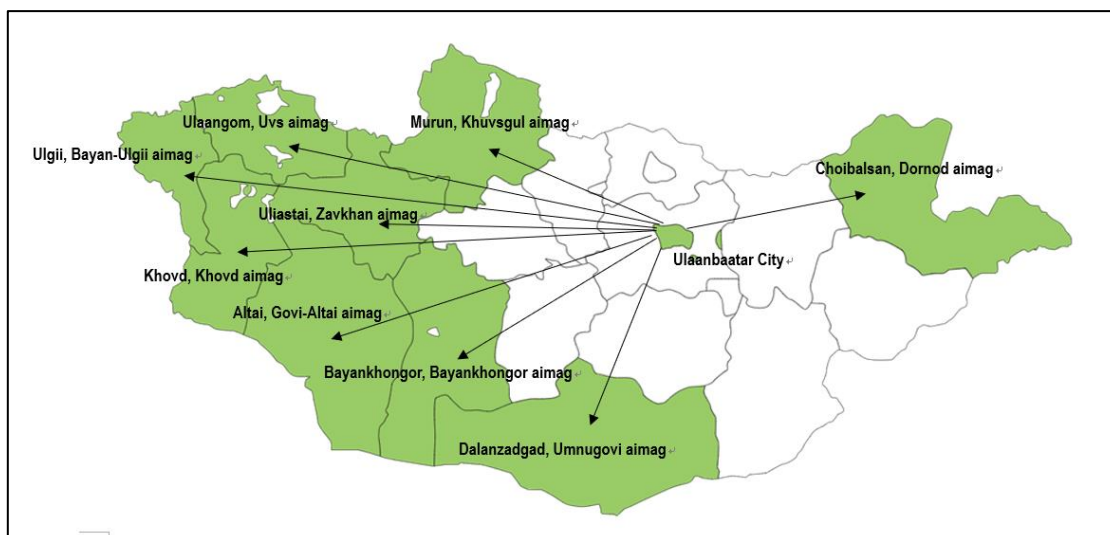 Ulaangom, Uvs aimag
Murun, Khuvsgul aimag
Ulgii, Bayan-Ulgii aimag
Choibalsan, Dornod aimag
Uliastai, Zavkhan aimag
Ulaanbaatar City
Khovd, Khovd aimag
Altai, Govi-Altai aimag
Bayankhongor, Bayankhongor aimag
Dalanzadgad, Umnugovi aimag